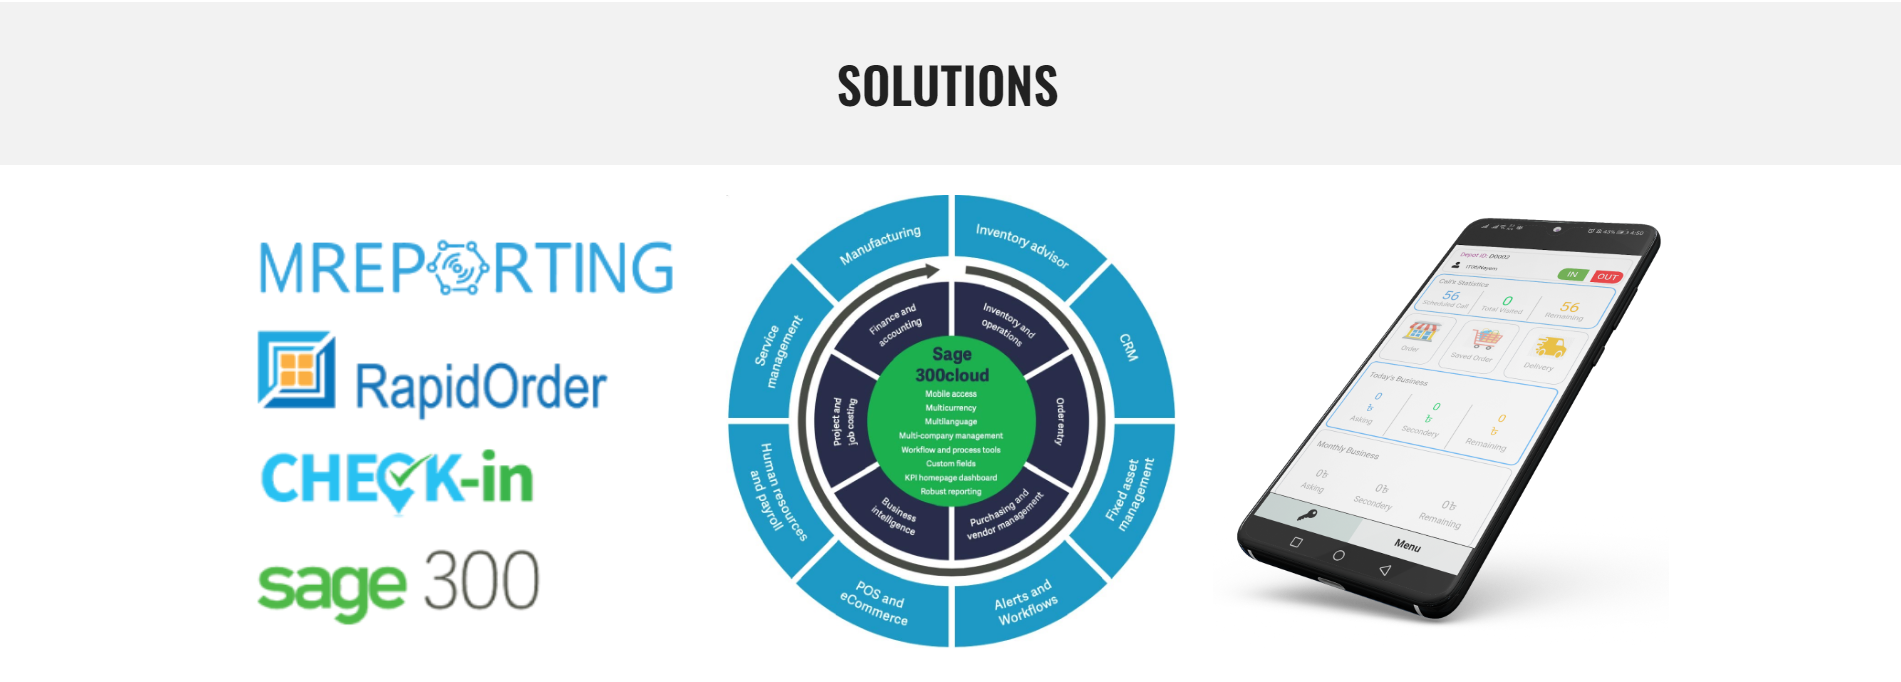 SOLUTIONS
MREPORTING
RapidOrder
CHECK-in
sage 300
Manufacturing
Inventory advisor
CRM
Fixed asset
management
Alerts and
Workflows
POS and
eCommerce
Human resources
and payroll
Service
management
Finance and
accounting
Inventory and
operations
Order entry
Purchasing and
vendor management
Business
intelligence
Project and
job costing
Sage
300cloud
Mobile access
Multicurrency
Multilanguage
Multi-company management
Workflow and process tools
Custom fields
KPI homepage dashboard
Robust reporting
43% 4:50
Depot ID: D0002
IN OUT
Call's Statistics
56 0 56
Scheduled Call Total Visited Remaining
Order Saved Order Delivery
Today's Business
0 0 0
৳ ৳ ৳
Asking Secondery Remaining
Monthly Business
0৳ 0৳ 0৳
Asking Secondery Remaining
Menu